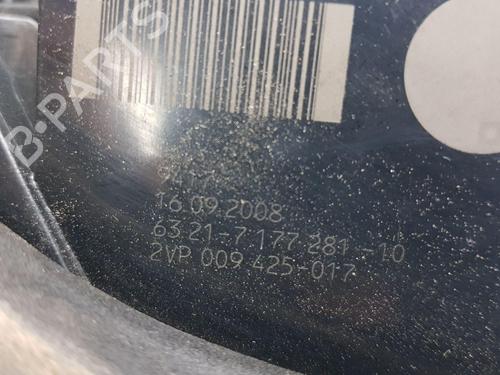 B-PARTS
16.09.2008
63.21-7 177 281 -10
2VP 009 425-017